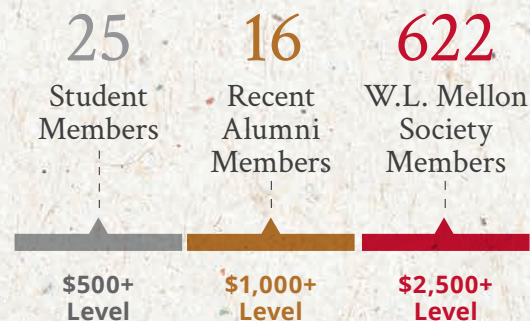 25
Student
Members
$500+
Level
16
Recent
Alumni
Members
$1,000+
Level
622
W.L. Mellon
Society
Members
$2,500+
Level